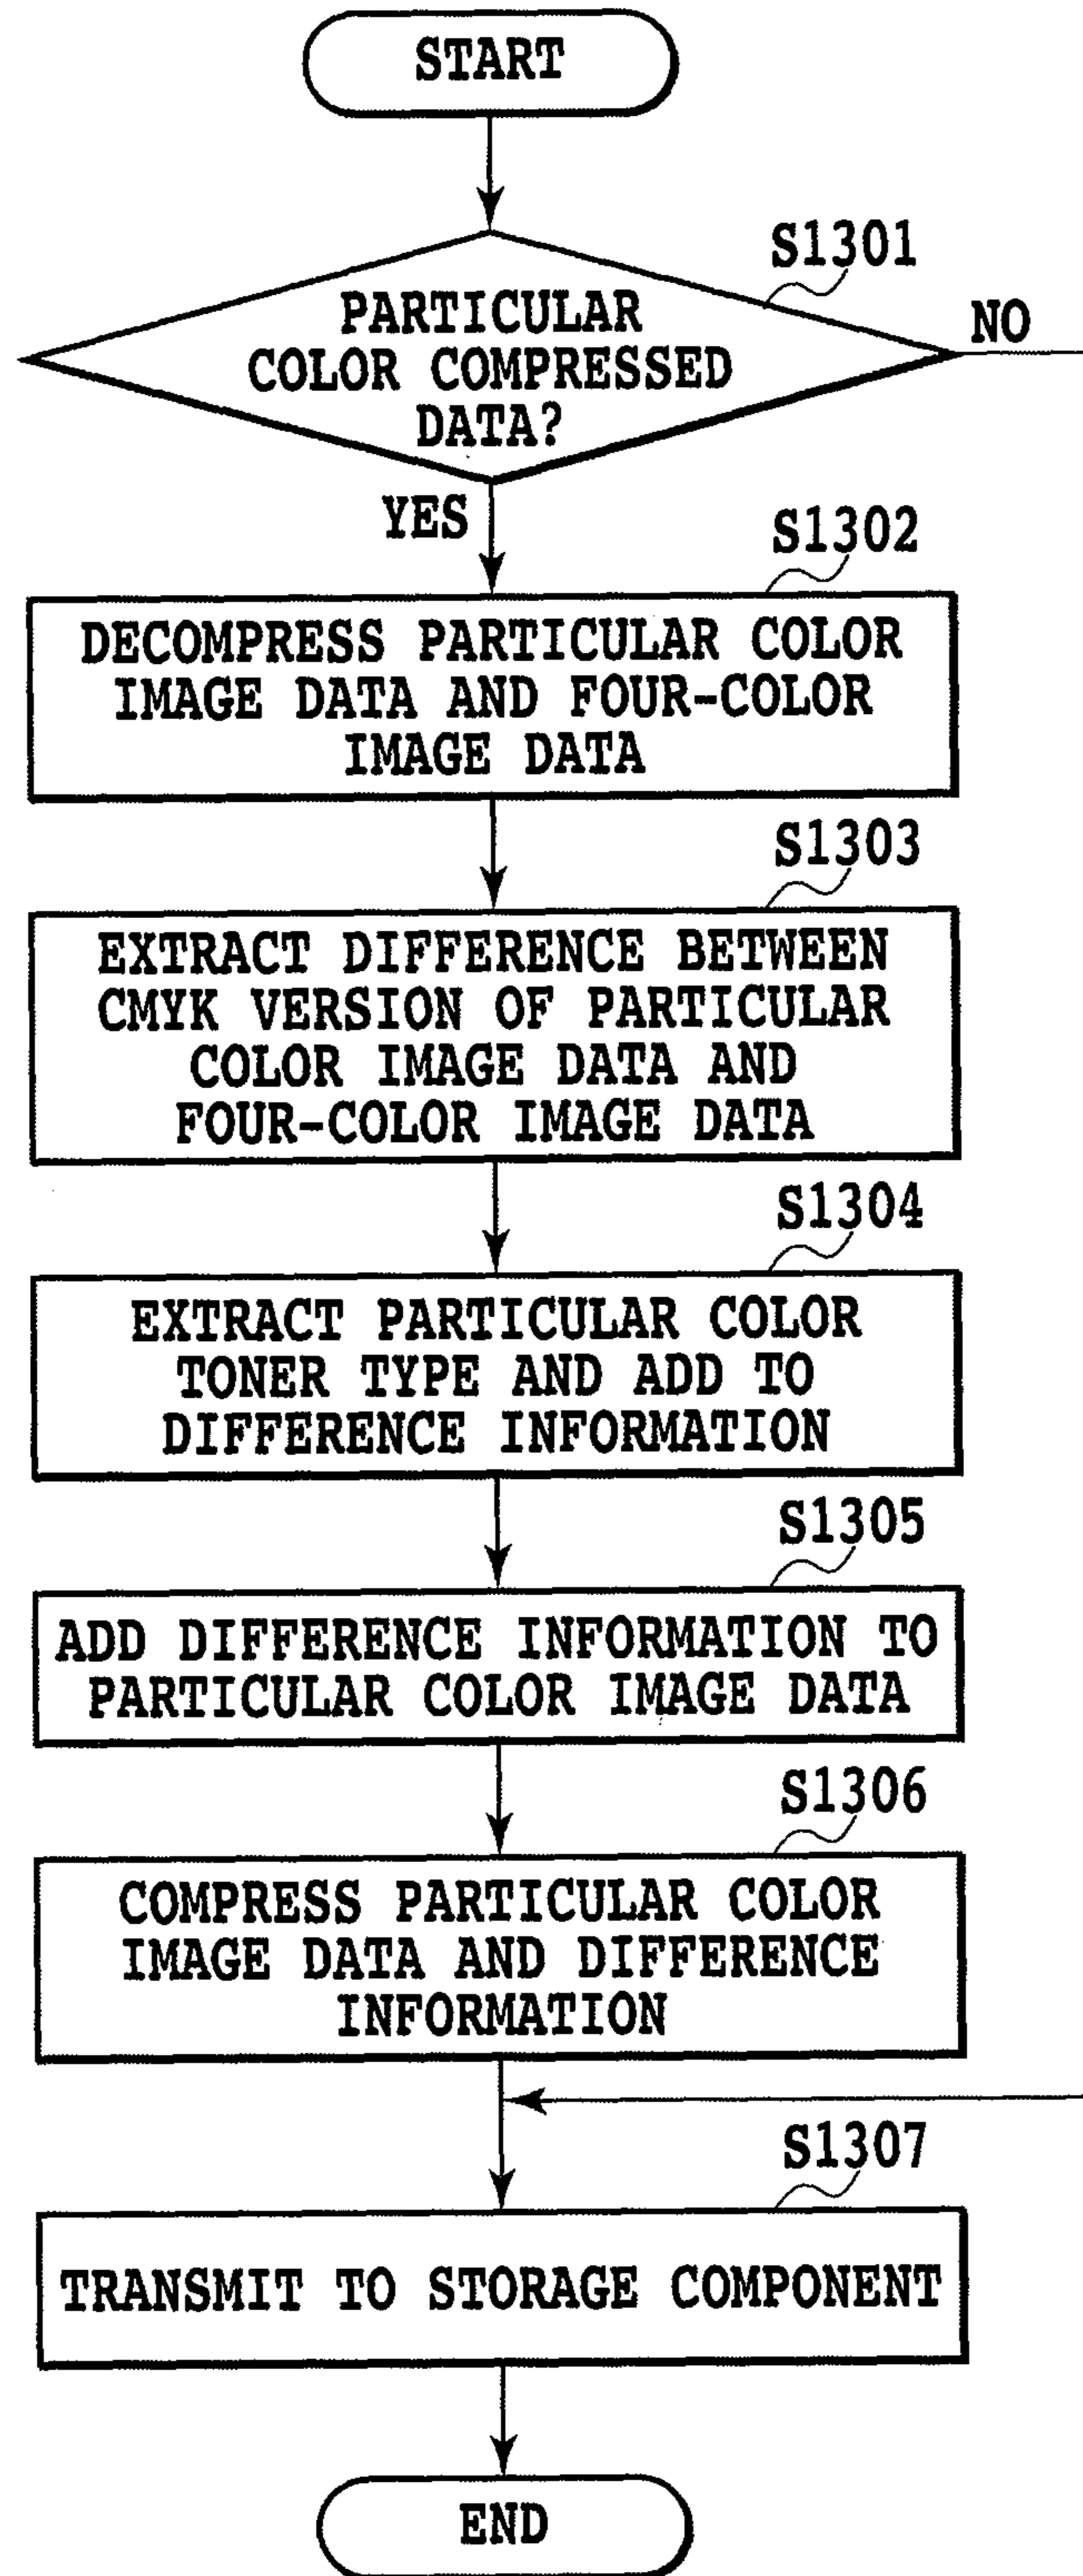 START
S1301
PARTICULAR
COLOR COMPRESSED
DATA?
NO
YES
S1302
DECOMPRESS PARTICULAR COLOR
IMAGE DATA AND FOUR-COLOR
IMAGE DATA
S1303
EXTRACT DIFFERENCE BETWEEN
CMYK VERSION OF PARTICULAR
COLOR IMAGE DATA AND
FOUR-COLOR IMAGE DATA
S1304
EXTRACT PARTICULAR COLOR
TONER TYPE AND ADD TO
DIFFERENCE INFORMATION
S1305
ADD DIFFERENCE INFORMATION TO
PARTICULAR COLOR IMAGE DATA
S1306
COMPRESS PARTICULAR COLOR
IMAGE DATA AND DIFFERENCE
INFORMATION
S1307
TRANSMIT TO STORAGE COMPONENT
END